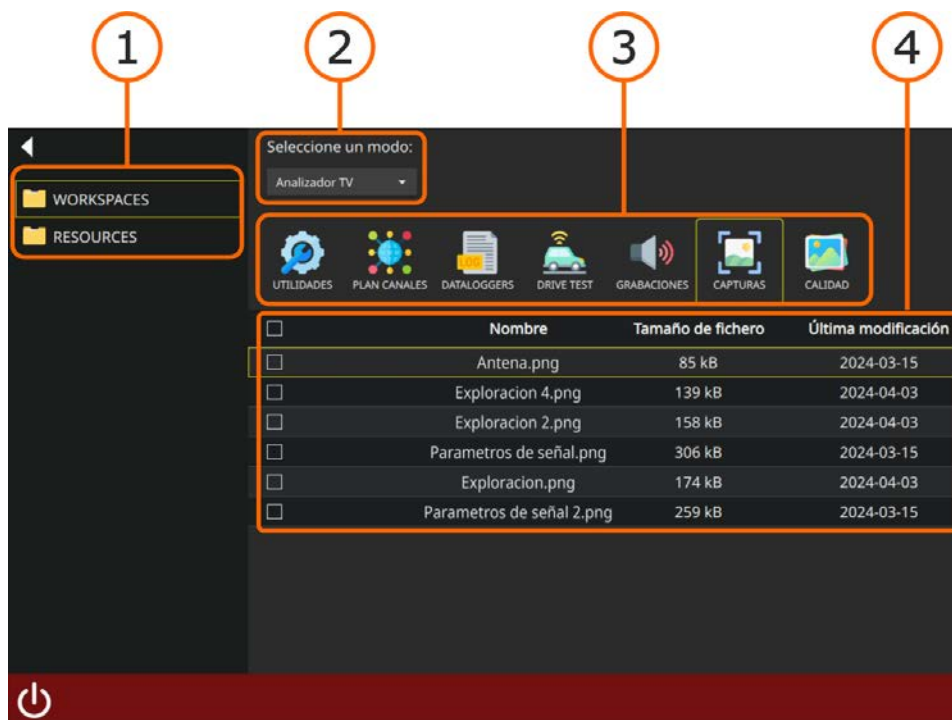 1 2 3 4
Seleccione un modo:
Analizador TV
WORKSPACES
RESOURCES
LOG
UTILIDADES PLAN CANALES DATALOGGERS DRIVE TEST GRABACIONES CAPTURAS CALIDAD
Nombre Tamaño de fichero Última modificación
Antena.png 85 kB 2024-03-15
Exploracion 4.png 139 kB 2024-04-03
Exploracion 2.png 158 kB 2024-04-03
Parametros de señal.png 306 kB 2024-03-15
Exploracion.png 174 kB 2024-04-03
Parametros de señal 2.png 259 kB 2024-03-15